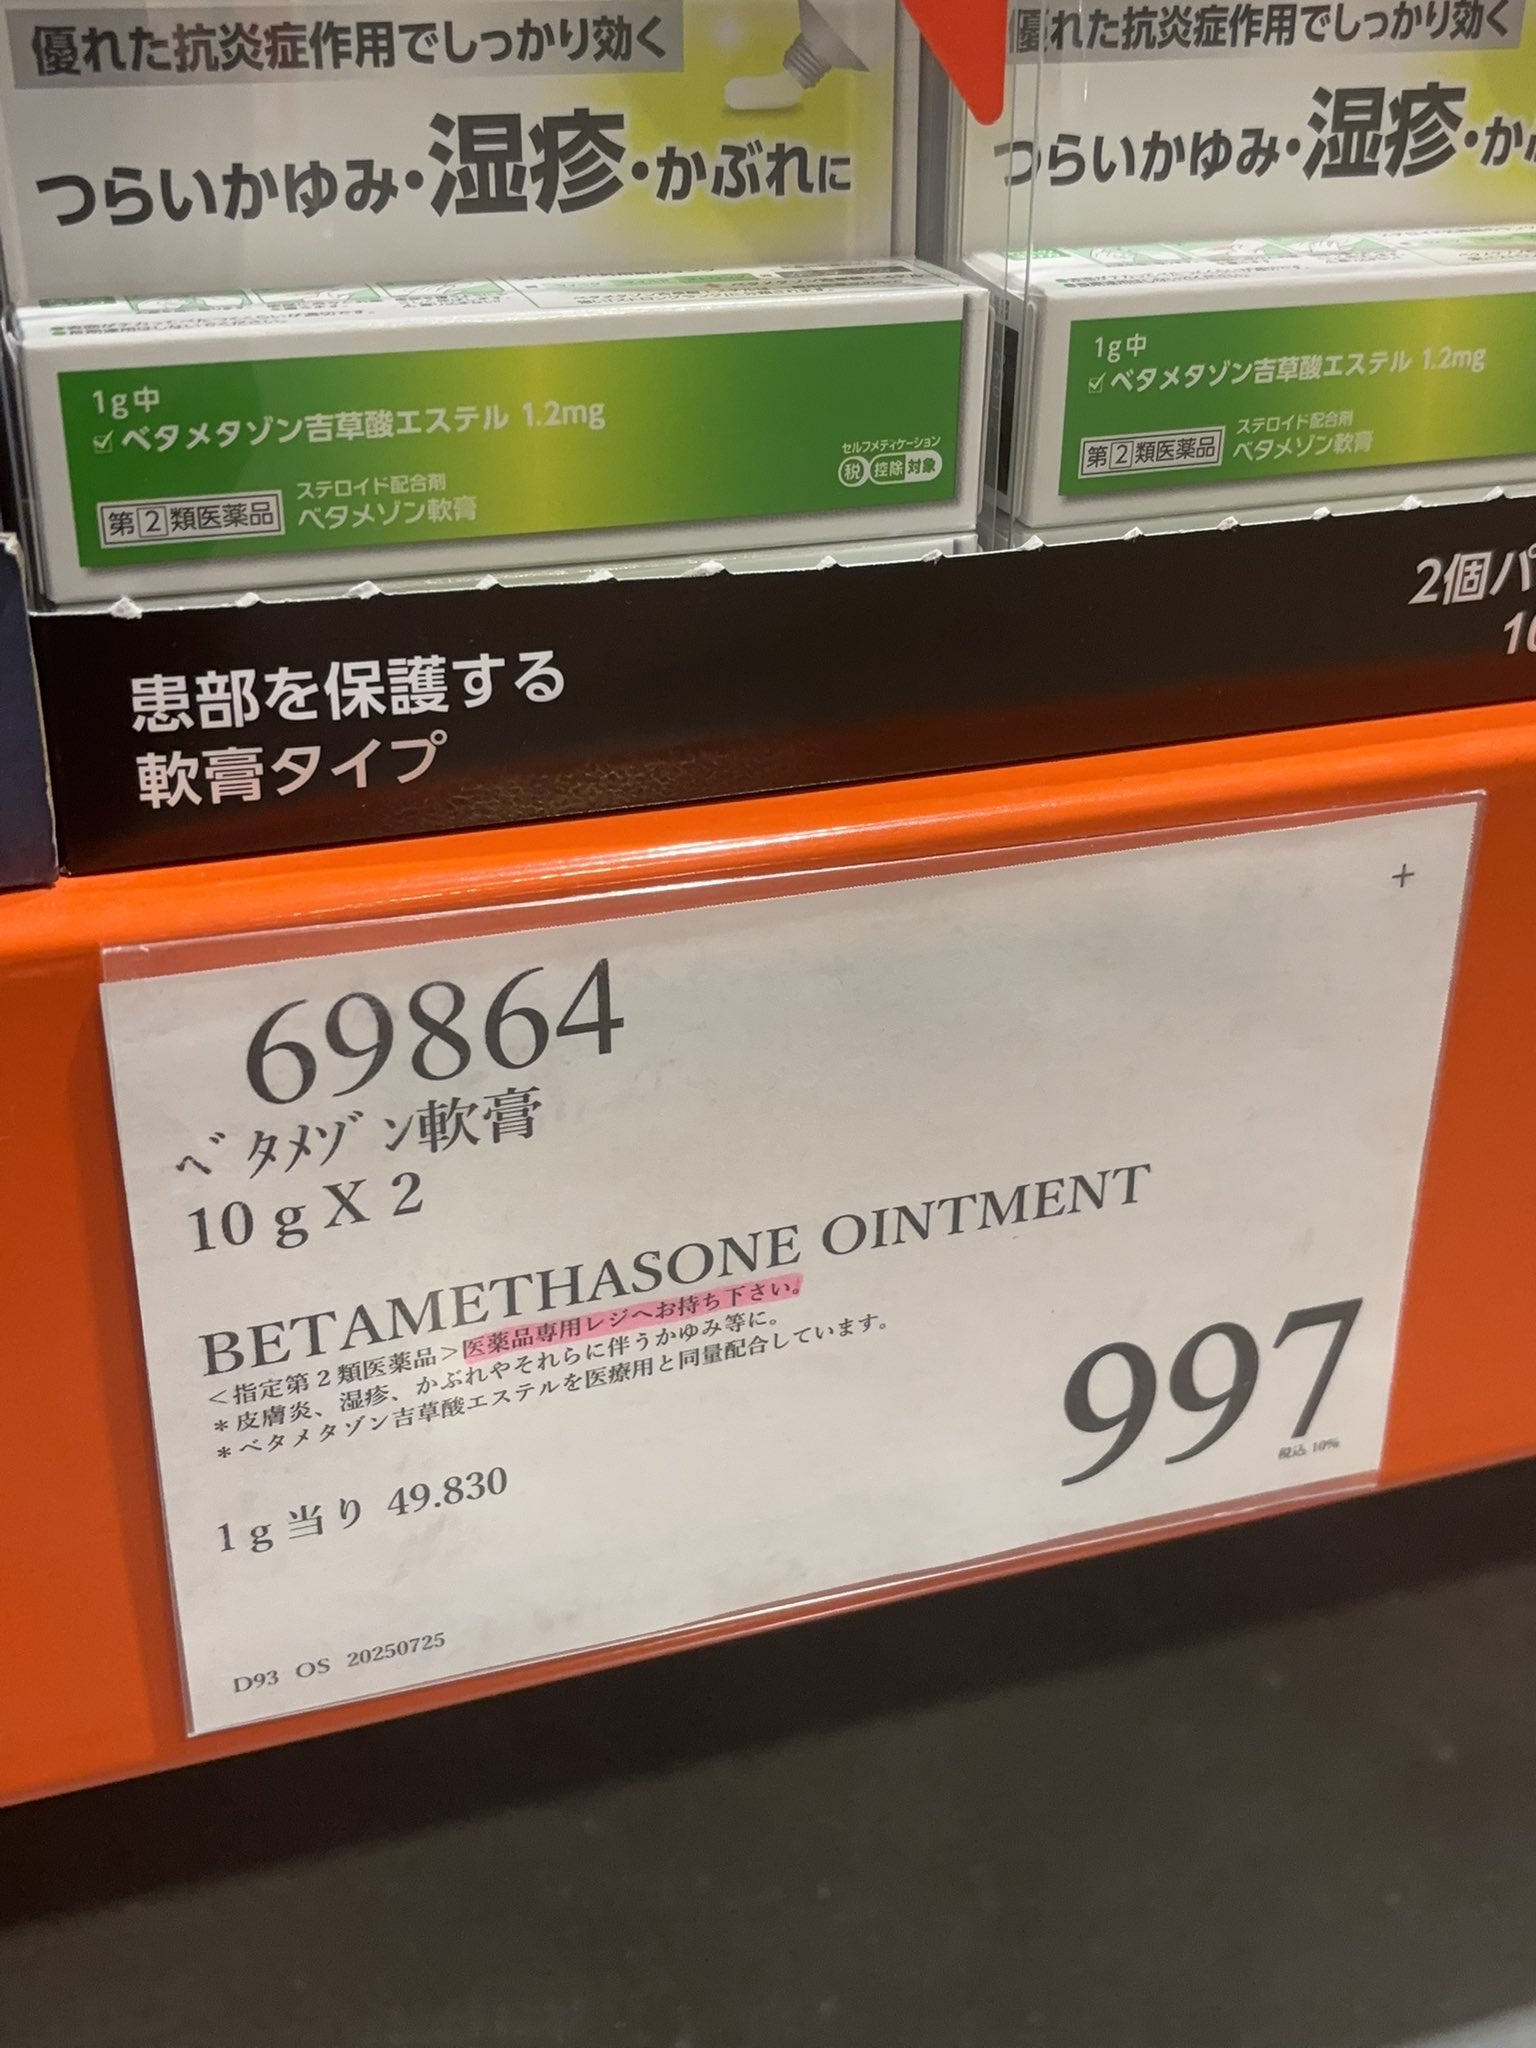 優れた抗炎症作用でしっかり効く
つらいかゆみ・湿疹・かぶれに
優れた抗炎症作用でしっかり効く
つらいかゆみ・湿疹・か
1g中
ベタメタゾン吉草酸エステル 1.2mg
ステロイド配合剤
第②類医薬品 ベタメゾン軟膏
セルフメディケーション
税 控除 対象
1g中
ベタメタゾン吉草酸エステル 1.2mg
ステロイド配合剤
第②類医薬品 ベタメゾン軟膏
患部を保護する
軟膏タイプ
2個パ
69864
ﾍﾞﾀﾒｿﾞﾝ軟膏
10ｇX 2
BETAMETHASONE OINTMENT
＜指定第２類医薬品＞医薬品専用レジへお持ち下さい。
＊皮膚炎、湿疹、かぶれやそれらに伴うかゆみ等に。
＊ベタメタゾン吉草酸エステルを医療用と同量配合しています。
1ｇ当り 49.830
997
税込 10%
D93 OS 20250725